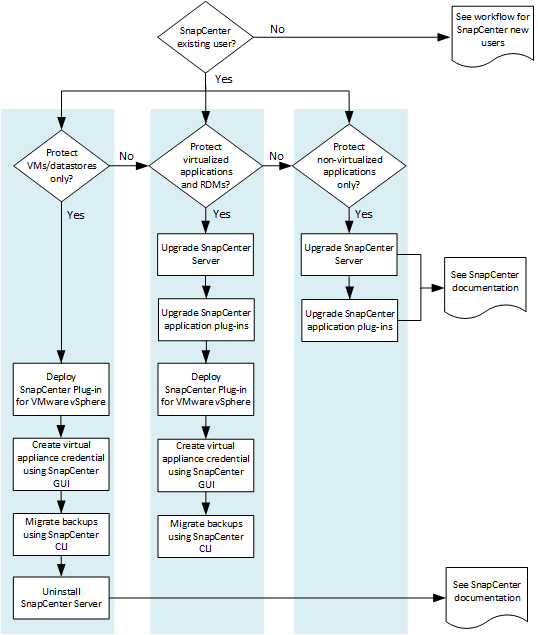 SnapCenter
existing user?
No
See workflow for
SnapCenter new
users
Yes
Protect
VMs/datastores
only?
No
Protect
virtualized
applications
and RDMs?
No
Protect
non-virtualized
applications
only?
Yes
Yes
Yes
Upgrade SnapCenter
Server
Upgrade SnapCenter
Server
See SnapCenter
documentation
Upgrade SnapCenter
application plug-ins
Upgrade SnapCenter
application plug-ins
Deploy
SnapCenter Plug-in
for VMware vSphere
Deploy
SnapCenter Plug-in
for VMware vSphere
Create virtual
appliance credential
using SnapCenter
GUI
Create virtual
appliance credential
using SnapCenter
GUI
Migrate backups
using SnapCenter
CLI
Migrate backups
using SnapCenter
CLI
Uninstall
SnapCenter Server
See SnapCenter
documentation